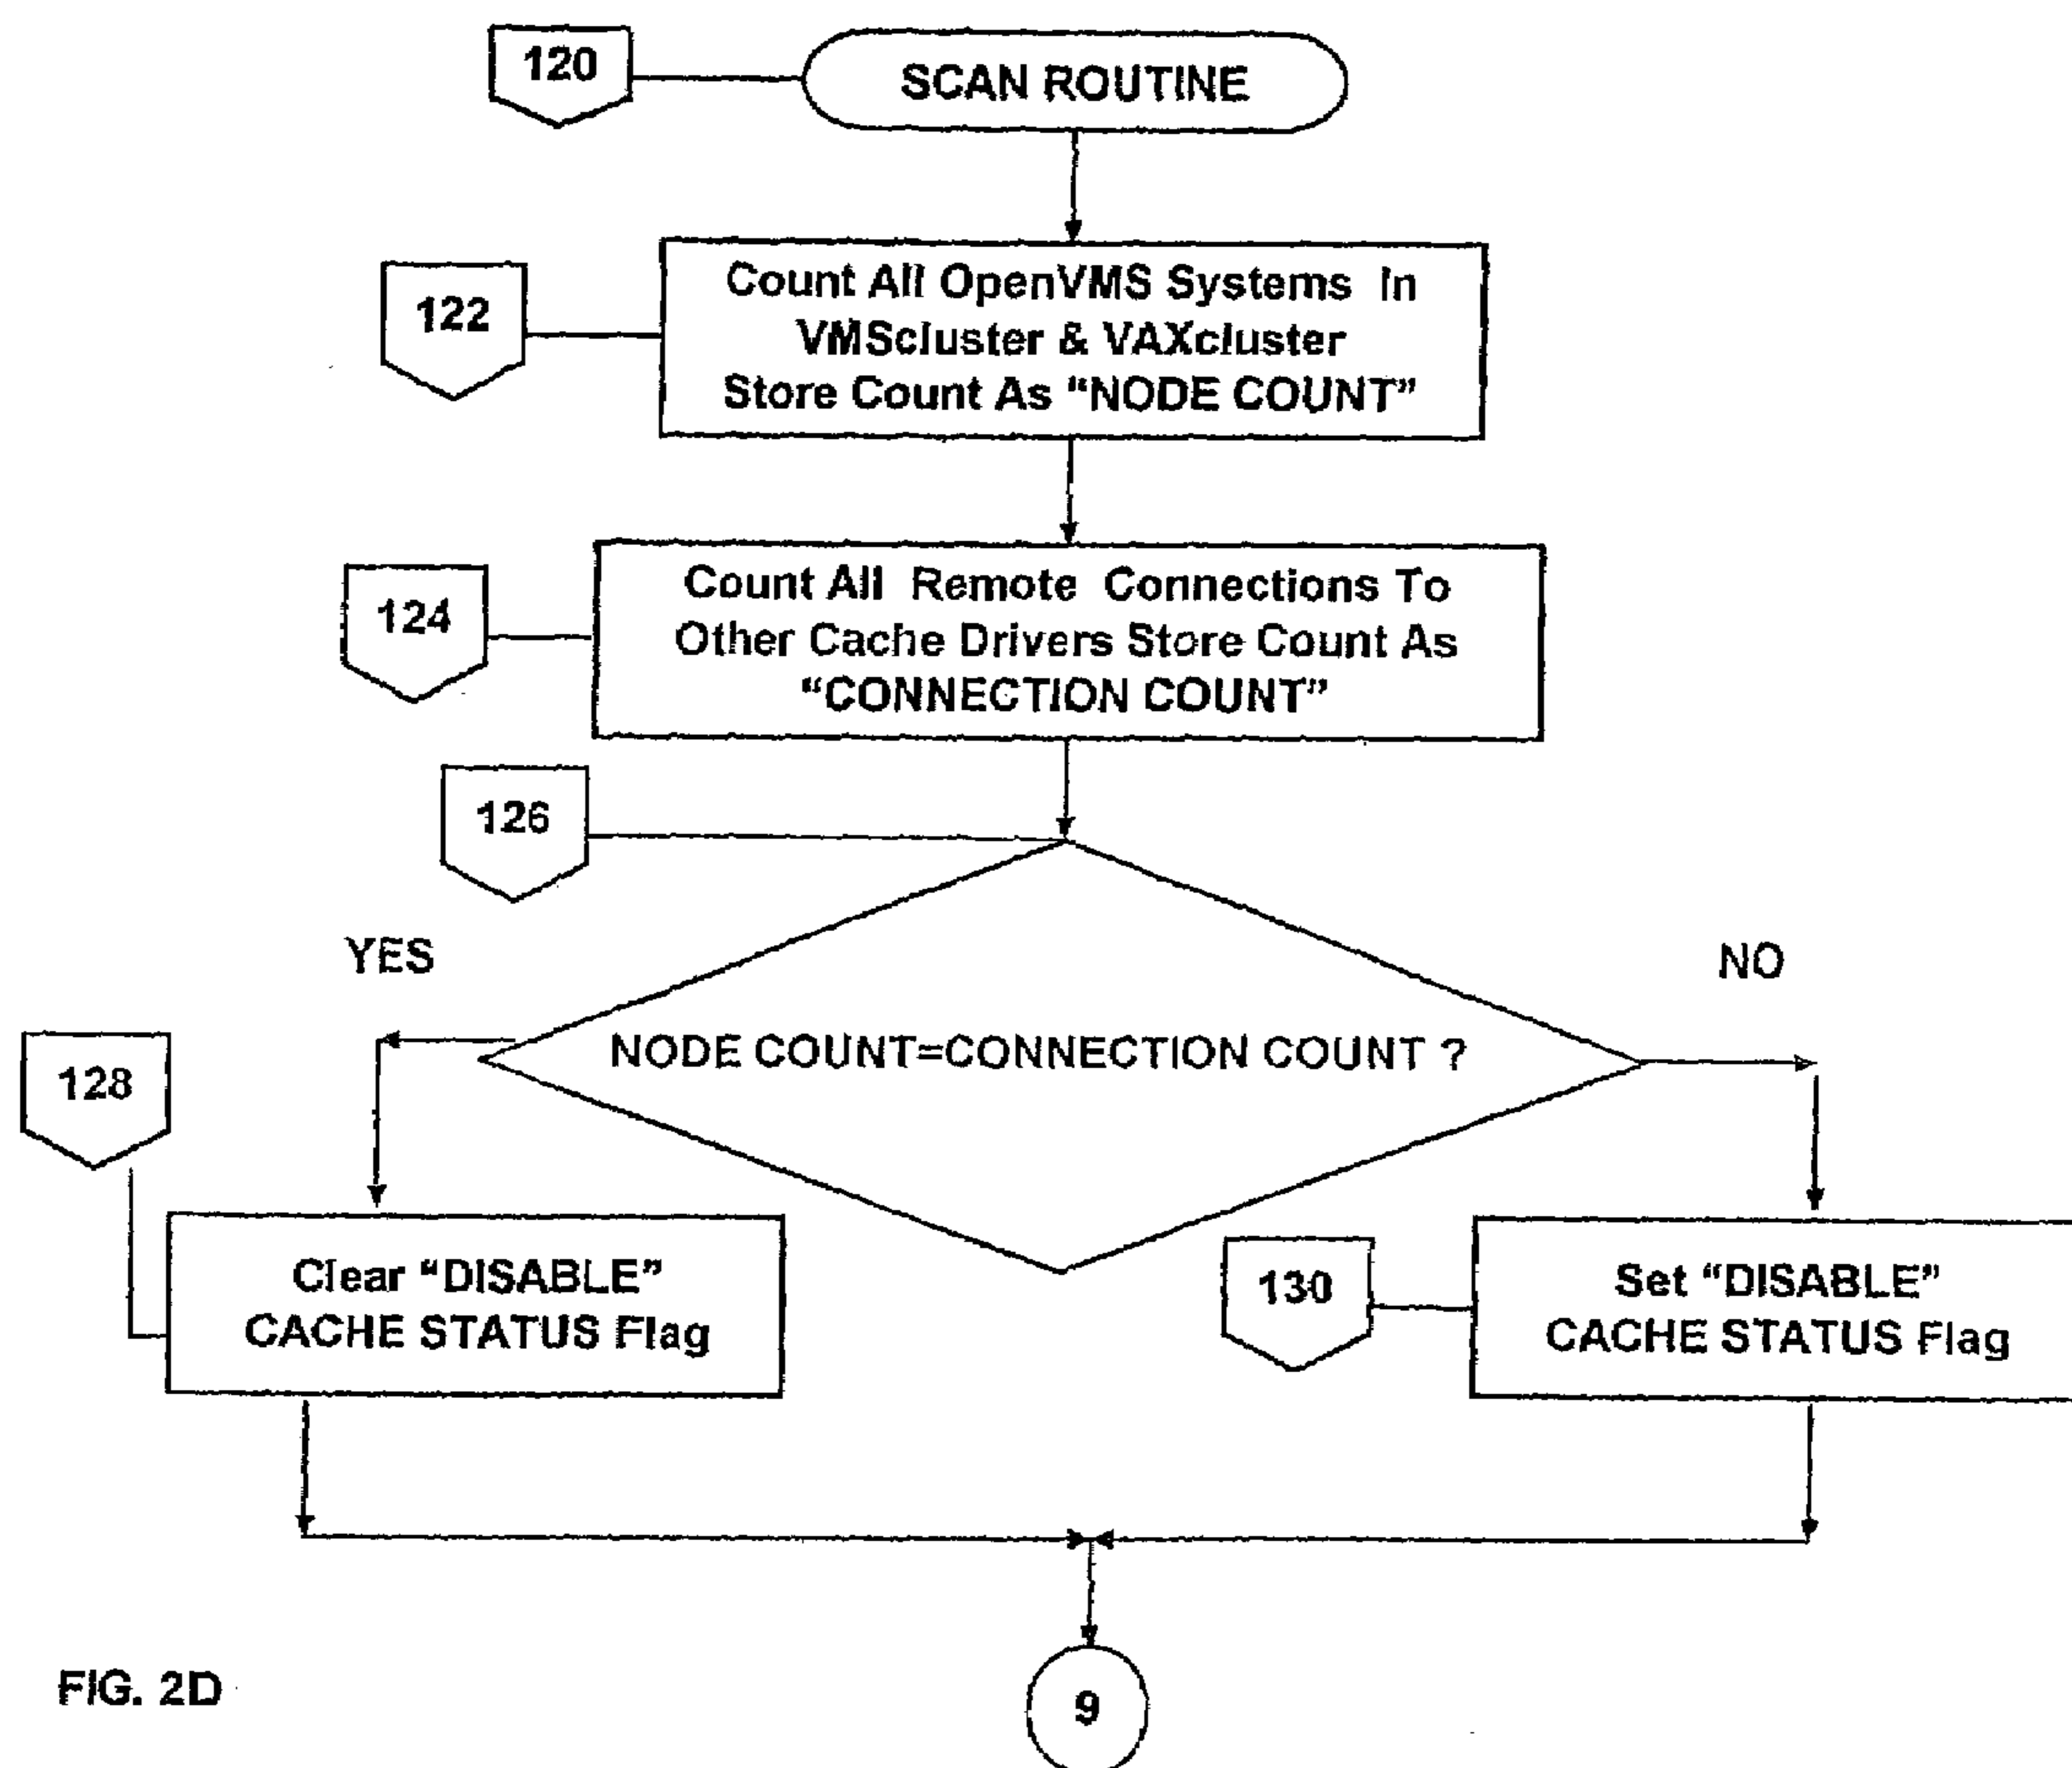 120
SCAN ROUTINE
122
Count All OpenVMS Systems In
VMScluster & VAXcluster
Store Count As "NODE COUNT"
124
Count All Remote Connections To
Other Cache Drivers Store Count As
"CONNECTION COUNT"
126
YES
NO
NODE COUNT=CONNECTION COUNT ?
128
Clear "DISABLE"
CACHE STATUS Flag
130
Set "DISABLE"
CACHE STATUS Flag
9
FIG. 2D